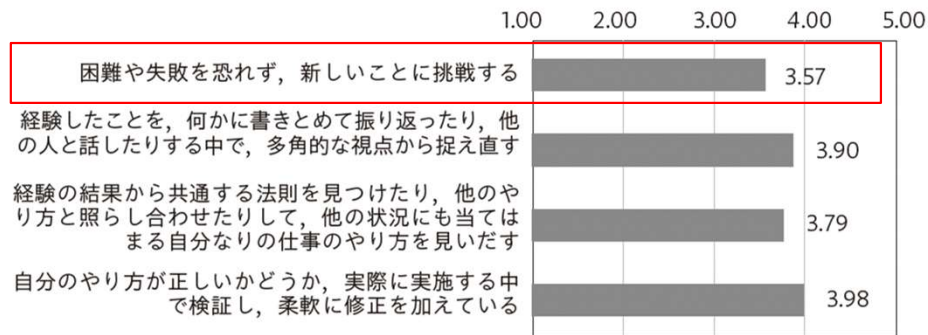 1.00 2.00 3.00 4.00 5.00
困難や失敗を恐れず，新しいことに挑戦する 3.57
経験したことを，何かに書きとめて振り返ったり，他
の人と話したりする中で，多角的な視点から捉え直す 3.90
経験の結果から共通する法則を見つけたり，他のや
り方と照らし合わせたりして，他の状況にも当ては 3.79
まる自分なりの仕事のやり方を見いだす
自分のやり方が正しいかどうか，実際に実施する中
で検証し，柔軟に修正を加えている 3.98